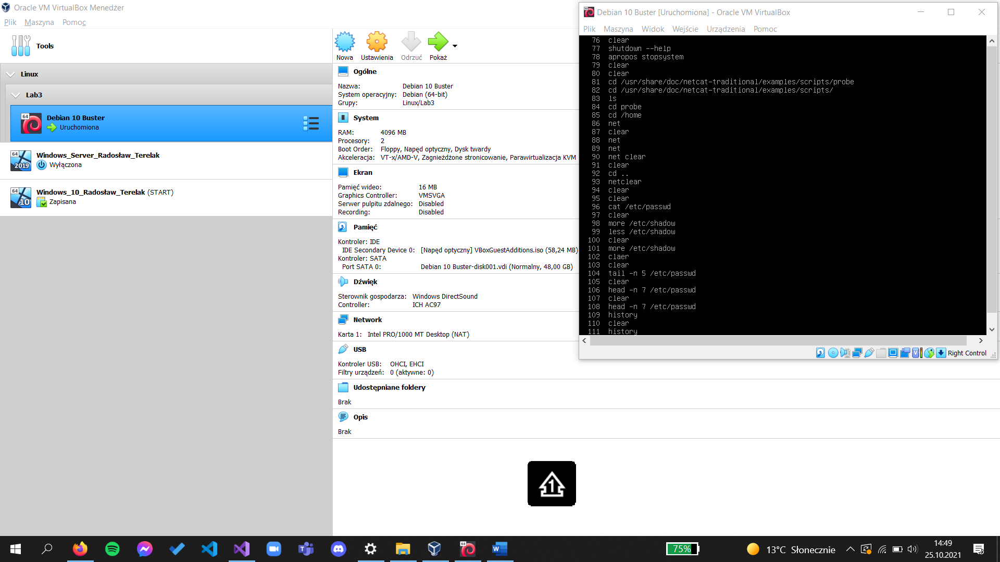 Oracle VM VirtualBox Menedżer
Plik Maszyna Pomoc
Tools
Linux
Lab3
64
Debian 10 Buster
Uruchomiona
64
2019
Windows_Server_Radosław_Terelak
Wyłączona
64
10
Windows_10_Radosław_Terelak (START)
Zapisana
Nowa Ustawienia Odrzuć Pokaż
Ogólne
Nazwa: Debian 10 Buster
System operacyjny: Debian (64-bit)
Grupy: Linux/Lab3
System
RAM: 4096 MB
Procesory: 2
Boot Order: Floppy, Napęd optyczny, Dysk twardy
Akceleracja: VT-x/AMD-V, Zagnieżdżone stronicowanie, Parawirtualizacja KVM
Ekran
Pamięć wideo: 16 MB
Graphics Controller: VMSVGA
Serwer pulpitu zdalnego: Disabled
Recording: Disabled
Pamięć
Kontroler: IDE
IDE Secondary Device 0: [Napęd optyczny] VBoxGuestAdditions.iso (58,24 MB)
Kontroler: SATA
Port SATA 0: Debian 10 Buster-disk001.vdi (Normalny, 48,00 GB)
Dźwięk
Sterownik gospodarza: Windows DirectSound
Controller: ICH AC97
Network
Karta 1: Intel PRO/1000 MT Desktop (NAT)
USB
Kontroler USB: OHCI, EHCI
Filtry urządzeń: 0 (aktywne: 0)
Udostępniane foldery
Brak
Opis
Brak
Debian 10 Buster [Uruchomiona] - Oracle VM VirtualBox
Plik Maszyna Widok Wejście Urządzenia Pomoc
76 clear
77 shutdown --help
78 apropos stopsystem
79 clear
80 clear
81 cd /usr/share/doc/netcat-traditional/examples/scripts/probe
82 cd /usr/share/doc/netcat-traditional/examples/scripts/
83 ls
84 cd probe
85 cd /home
86 net
87 clear
88 net
89 net
90 net clear
91 clear
92 cd ..
93 netclear
94 clear
95 clear
96 cat /etc/passwd
97 clear
98 more /etc/shadow
99 less /etc/shadow
100 clear
101 more /etc/shadow
102 claer
103 clear
104 tail -n 5 /etc/passwd
105 clear
106 head -n 7 /etc/passwd
107 clear
108 head -n 7 /etc/passwd
109 history
110 clear
111 history
Right Control
1
75%
13°C Słonecznie
14:49
25.10.2021